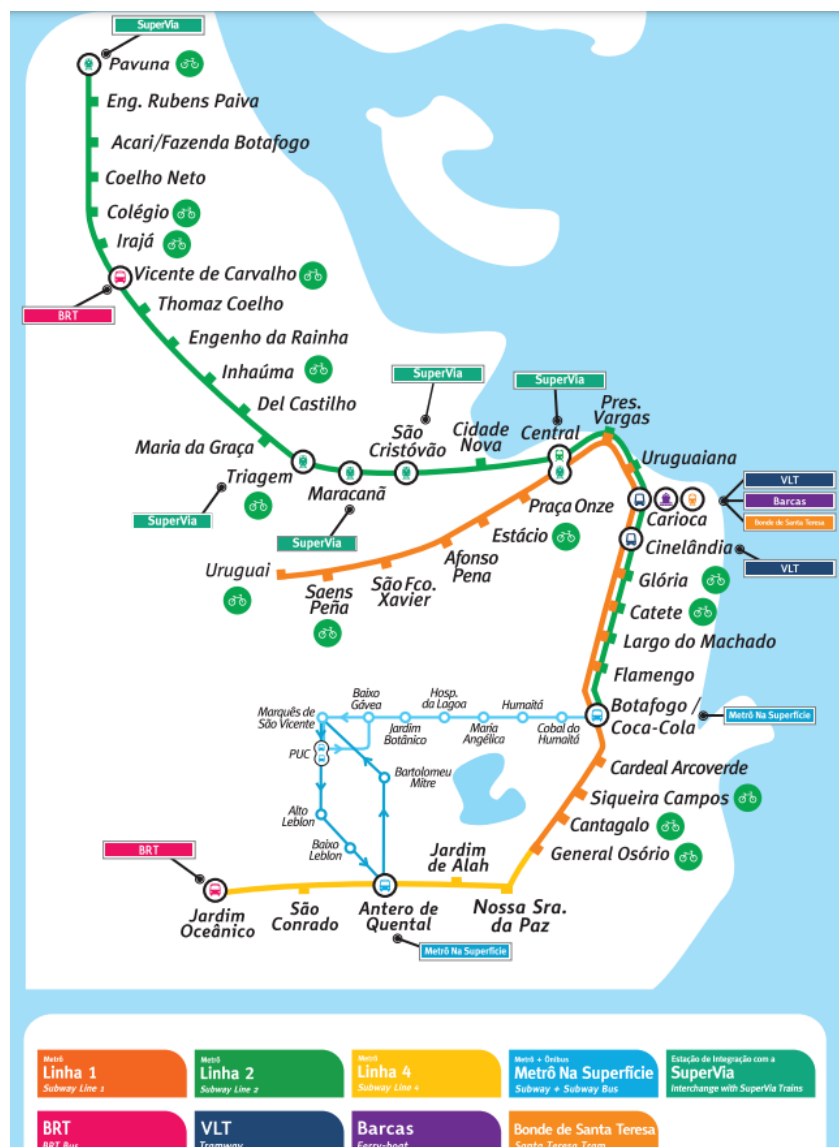 SuperVia
Pavuna
Eng. Rubens Paiva
Acari/Fazenda Botafogo
Coelho Neto
Colégio
Irajá
Vicente de Carvalho
BRT
Thomaz Coelho
Engenho da Rainha
Inhaúma
Del Castilho
Maria da Graça
Triagem
SuperVia
Maracanã
SuperVia
SuperVia
São
Cristóvão
Cidade
Nova
SuperVia
Central
Pres.
Vargas
Uruguaiana
VLT
Barcas
Bonde de Santa Teresa
Carioca
Cinelândia
VLT
Praça Onze
Estácio
Afonso
Pena
São Fco.
Xavier
Saens
Peña
Uruguai
Glória
Catete
Largo do Machado
Flamengo
Botafogo /
Coca-Cola
Metrô Na Superfície
Marquês de
São Vicente
Baixo
Gávea
Hosp.
da Lagoa
Humaitá
Jardim
Botânico
Maria
Angélica
Cobal do
Humaitá
PUC
Bartolomeu
Mitre
Alto
Leblon
Baixo
Leblon
Cardeal Arcoverde
Siqueira Campos
Cantagalo
General Osório
BRT
Jardim
Oceânico
São
Conrado
Antero de
Quental
Metrô Na Superfície
Jardim
de Alah
Nossa Sra.
da Paz
Metrô
Linha 1
Subway Line 1
Metrô
Linha 2
Subway Line 2
Metrô
Linha 4
Subway Line 4
Metrô + Ônibus
Metrô Na Superfície
Subway + Subway Bus
Estação de Integração com a
SuperVia
Interchange with SuperVia Trains
BRT
BRT Bus
VLT
Tramway
Barcas
Ferry-boat
Bonde de Santa Teresa
Santa Teresa Tram